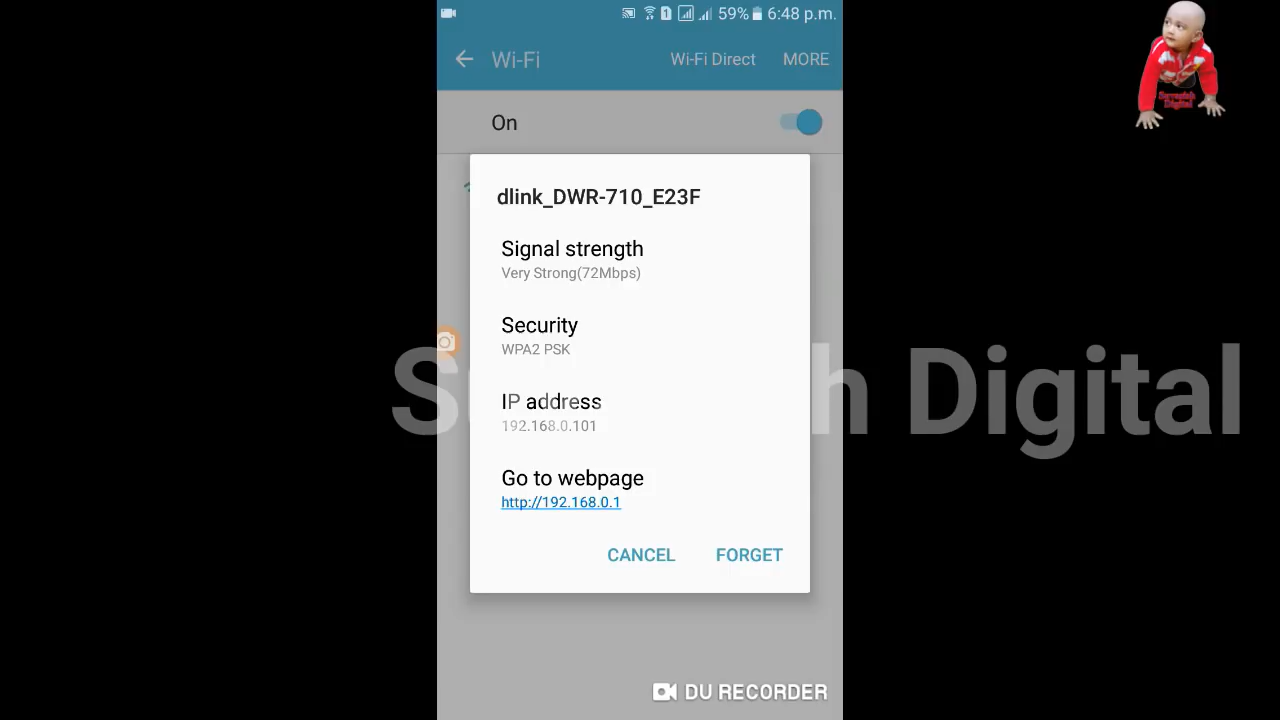 59% 6:48 p.m.
Wi-Fi Wi-Fi Direct MORE
On
dlink_DWR-710_E23F
Signal strength
Very Strong(72Mbps)
Security
WPA2 PSK
IP address
192.168.0.101
Go to webpage
http://192.168.0.1
CANCEL FORGET
DU RECORDER
Digital